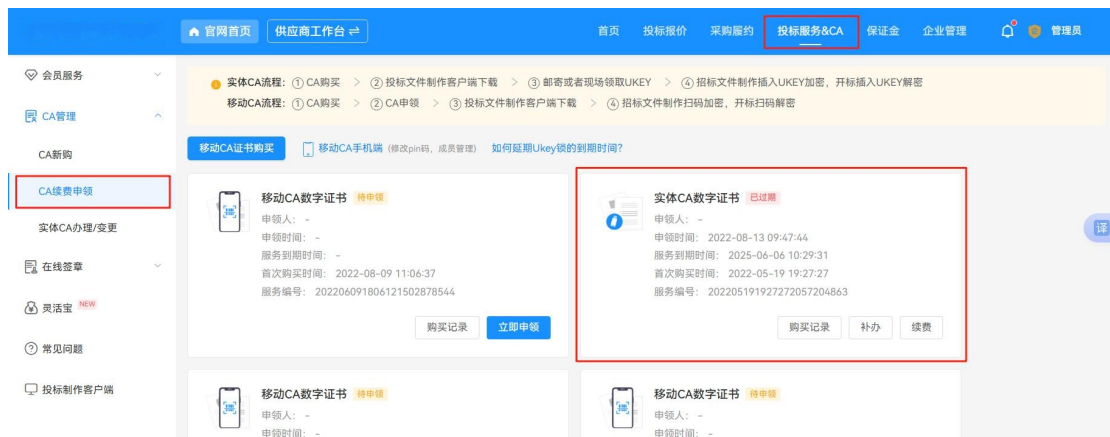 官网首页
供应商工作台
首页 投标报价 采购履约 投标服务&CA 保证金 企业管理 管理员
会员服务
CA管理
CA新购
CA续费申领
实体CA办理/变更
在线签章
灵活宝 NEW
常见问题
投标制作客户端
实体CA流程: ① CA购买 > ② 投标文件制作客户端下载 > ③ 邮寄或者现场领取UKEY > ④ 招标文件制作插入UKEY加密，开标插入UKEY解密
移动CA流程: ① CA购买 > ② CA申领 > ③ 投标文件制作客户端下载 > ④ 招标文件制作扫码加密，开标扫码解密
移动CA证书购买 移动CA手机端 (修改pin码, 成员管理) 如何延期Ukey锁的到期时间?
移动CA数字证书 待申领
申领人: -
申领时间: -
服务到期时间: -
首次购买时间: 2022-08-09 11:06:37
服务编号: 202206091806121502878544
购买记录 立即申领
实体CA数字证书 已过期
申领人: -
申领时间: 2022-08-13 09:47:44
服务到期时间: 2025-06-06 10:29:31
首次购买时间: 2022-05-19 19:27:27
服务编号: 202205191927272057204863
购买记录 补办 续费
移动CA数字证书 待申领
申领人: -
申领时间: -
移动CA数字证书 待申领
申领人: -
申领时间: -
译